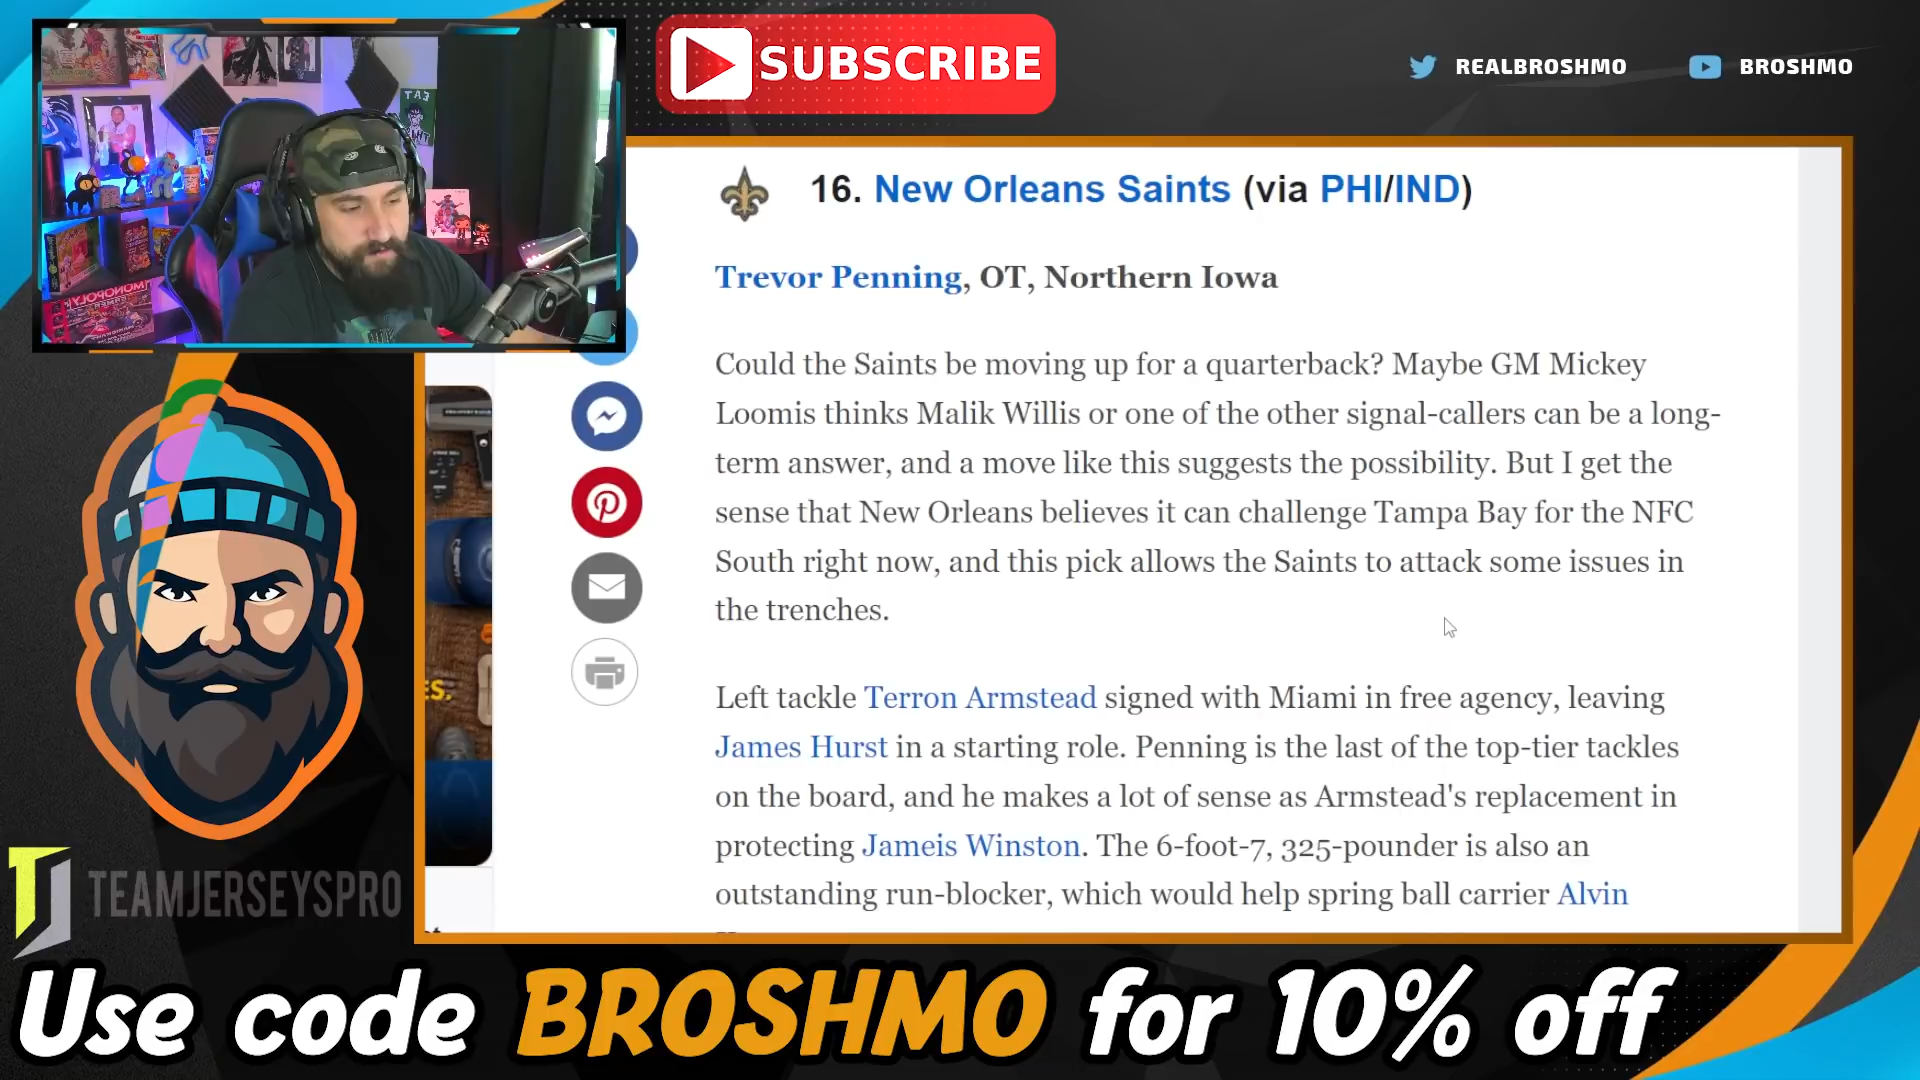 SUBSCRIBE
REALBROSHMO
BROSHMO
16. New Orleans Saints (via PHI/IND)
Trevor Penning, OT, Northern Iowa
Could the Saints be moving up for a quarterback? Maybe GM Mickey
Loomis thinks Malik Willis or one of the other signal-callers can be a long-
term answer, and a move like this suggests the possibility. But I get the
sense that New Orleans believes it can challenge Tampa Bay for the NFC
South right now, and this pick allows the Saints to attack some issues in
the trenches.
Left tackle Terron Armstead signed with Miami in free agency, leaving
James Hurst in a starting role. Penning is the last of the top-tier tackles
on the board, and he makes a lot of sense as Armstead's replacement in
protecting Jameis Winston. The 6-foot-7, 325-pounder is also an
outstanding run-blocker, which would help spring ball carrier Alvin
MONOPOLY
EAT
ES.
TJ
TEAMJERSEYSPRO
Use code BROSHMO for 10% off